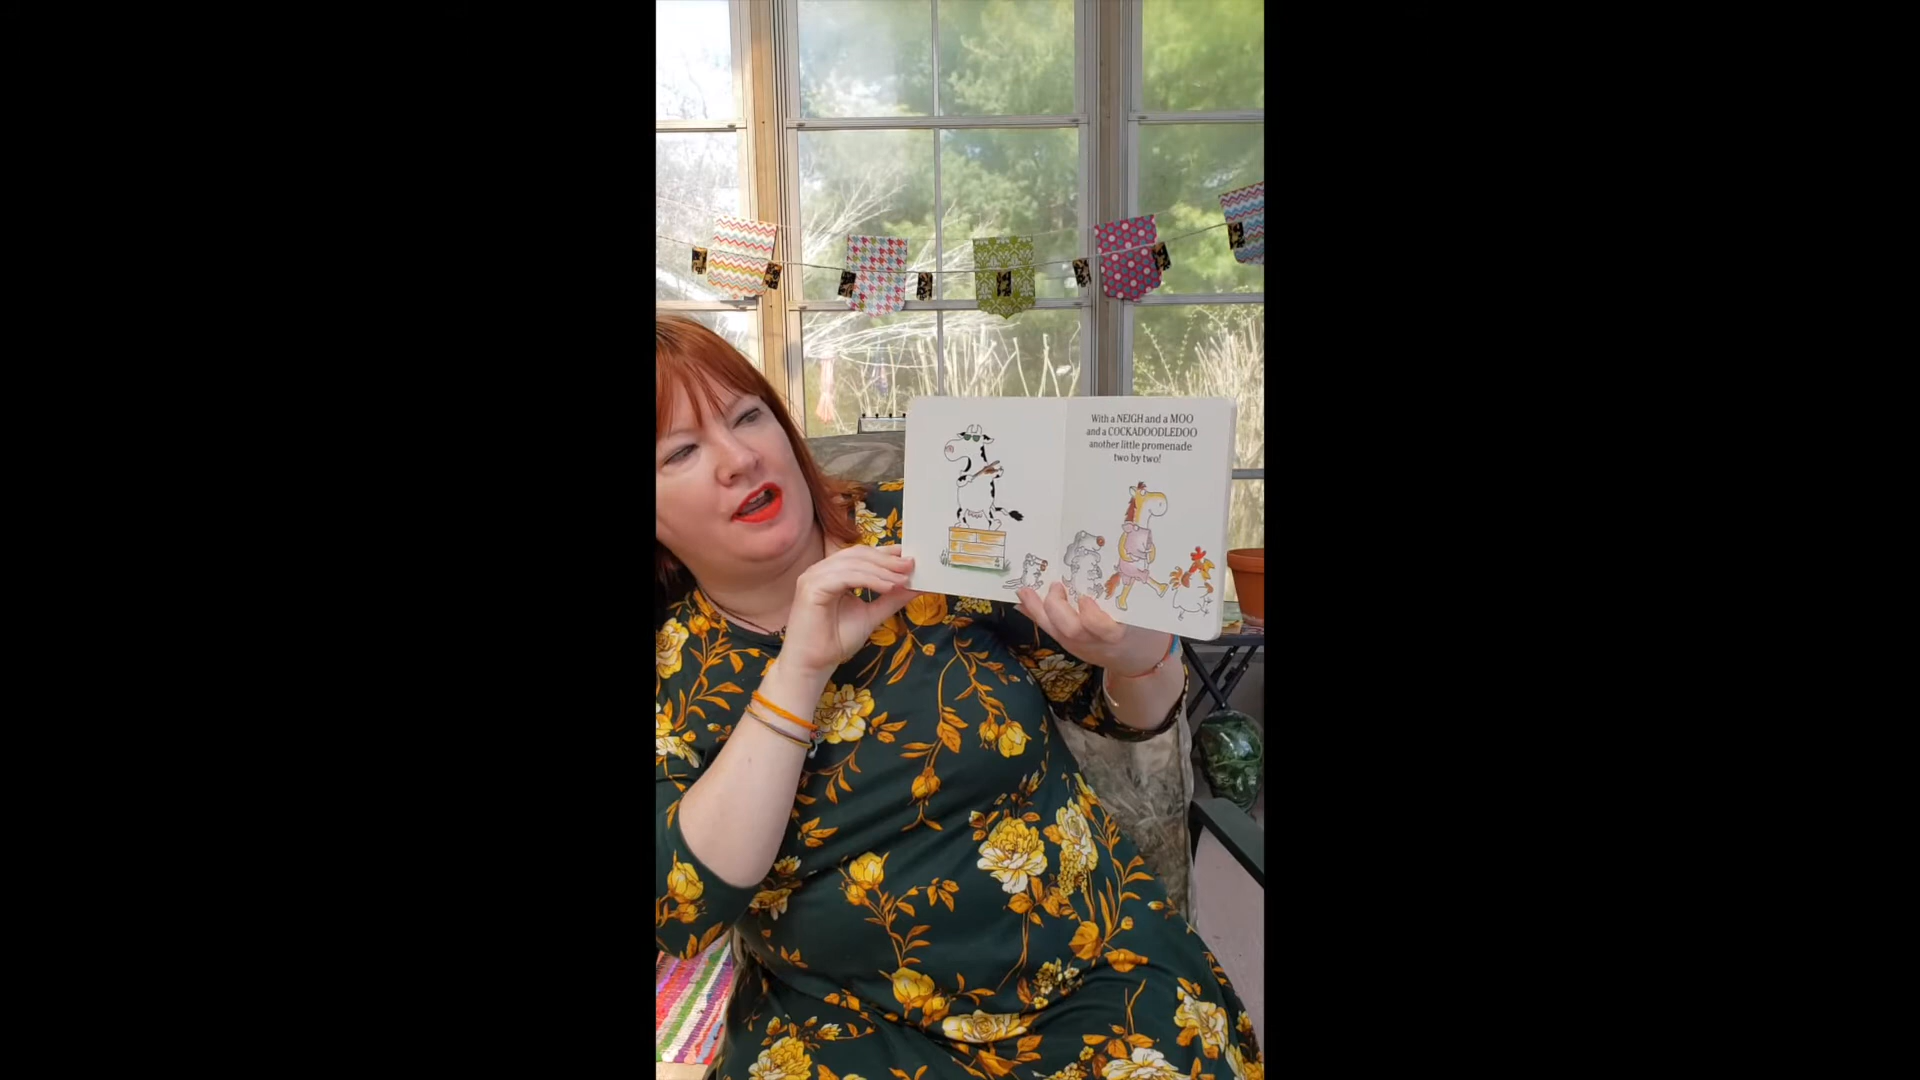 With a NEIGH and a MOO
and a COCKADOODLEDOO
another little promenade
two by two!